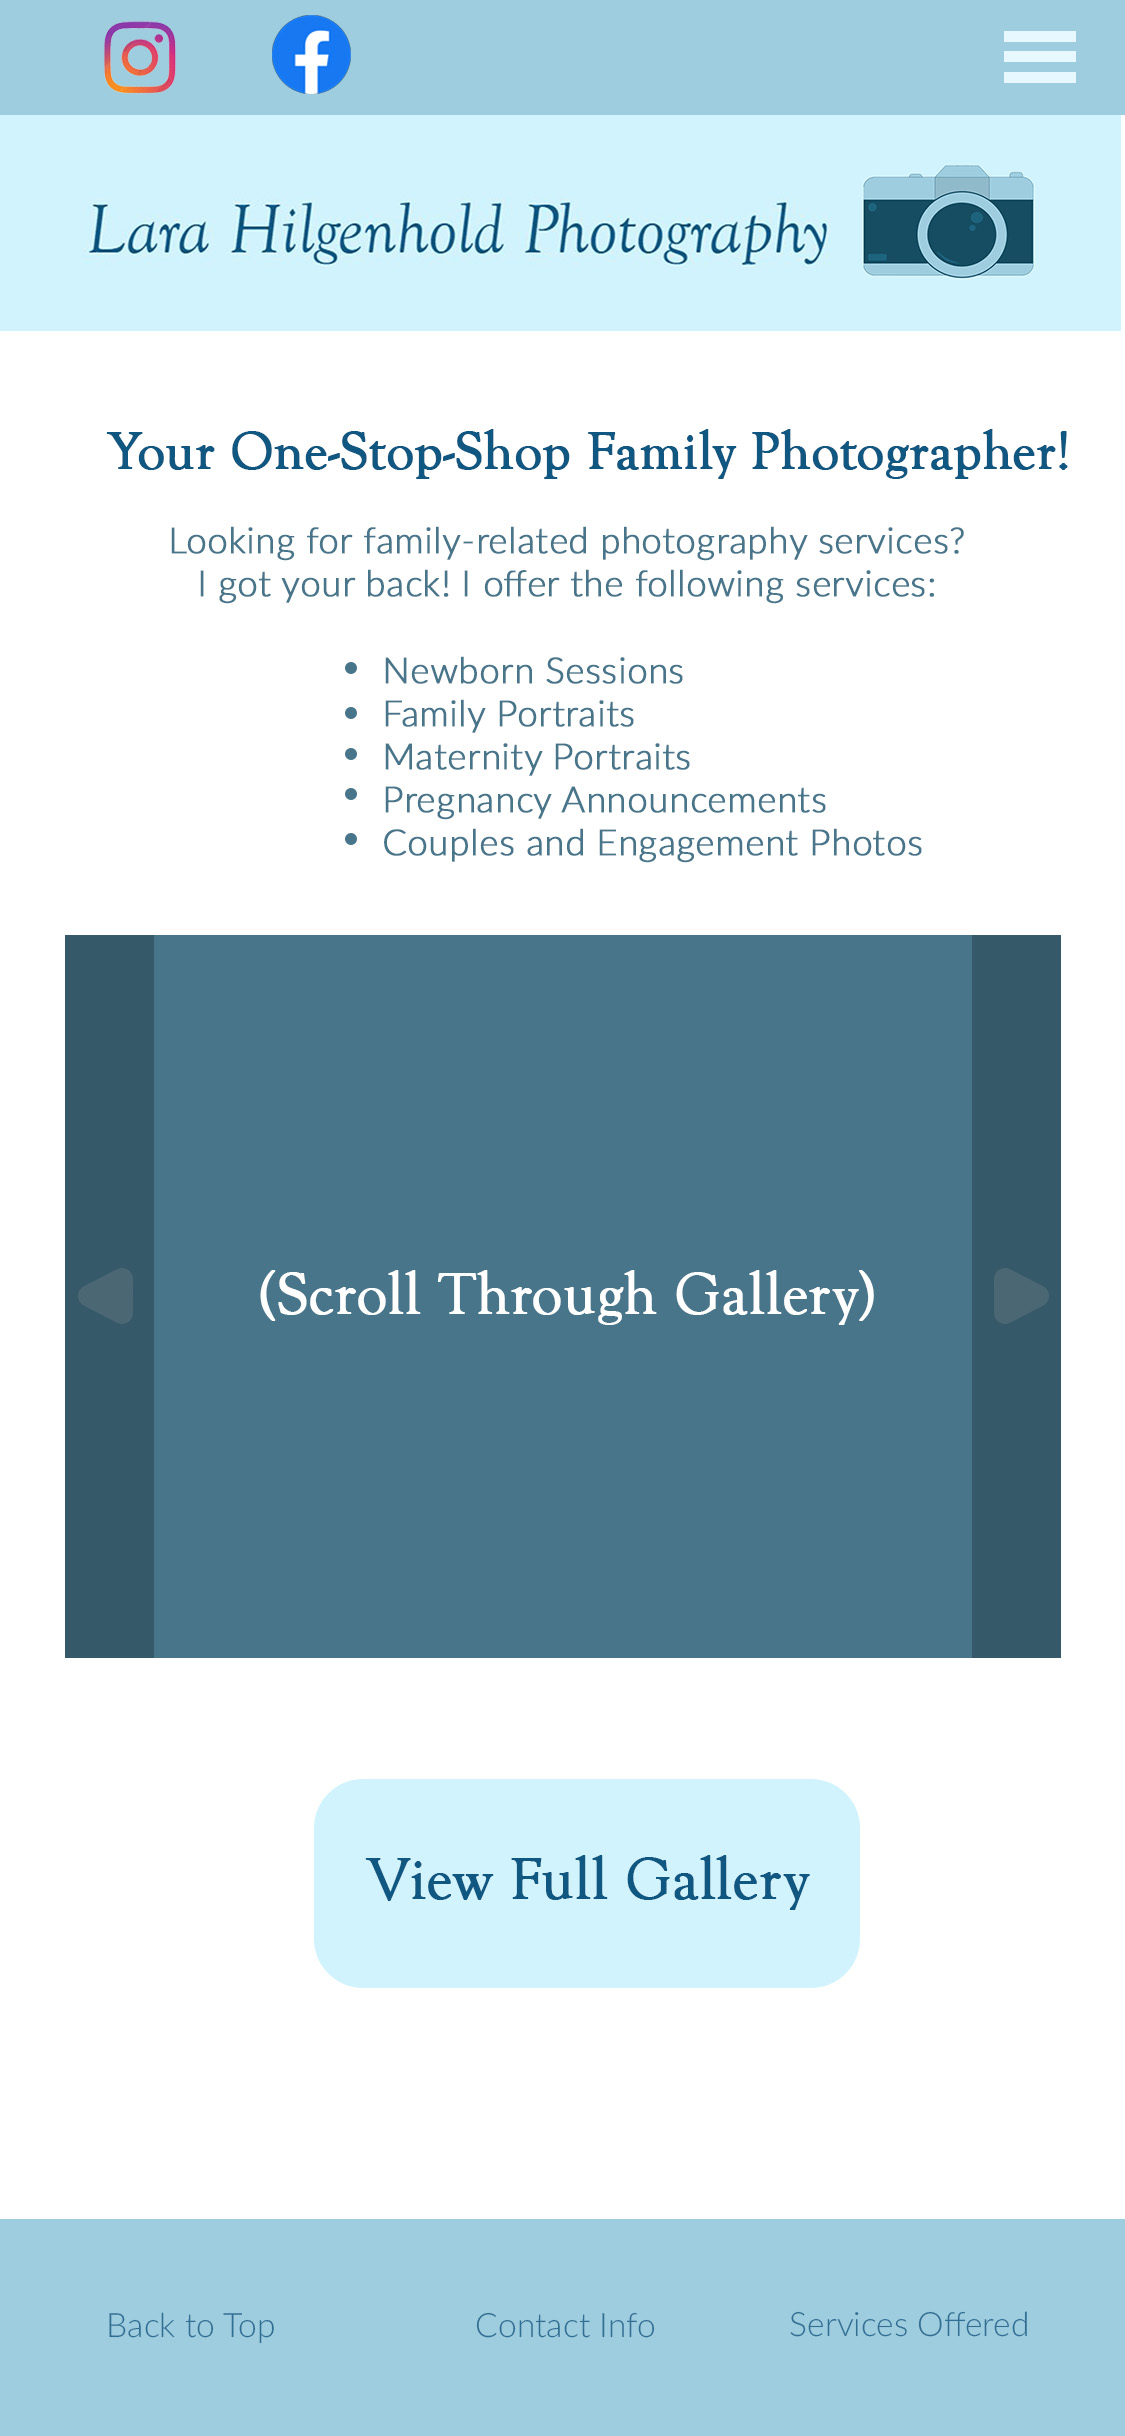 Lara Hilgenhold Photography
Your One-Stop-Shop Family Photographer!
Looking for family-related photography services?
I got your back! I offer the following services:
• Newborn Sessions
• Family Portraits
• Maternity Portraits
• Pregnancy Announcements
• Couples and Engagement Photos
(Scroll Through Gallery)
View Full Gallery
Back to Top Contact Info Services Offered